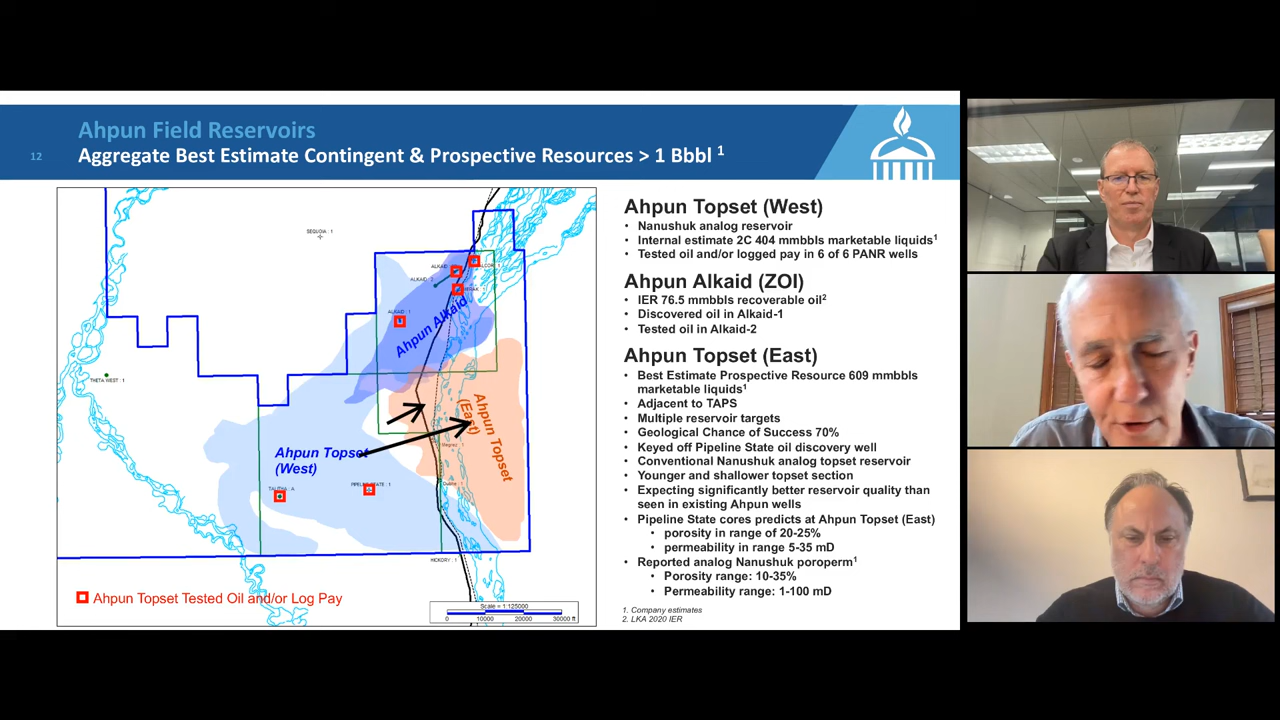 Ahpun Field Reservoirs
12
Aggregate Best Estimate Contingent & Prospective Resources > 1 Bbbl 1
SEQUOIA : 1
ALKAID : 1
THETA WEST : 1
Ahpun Alkaid
Ahpun Topset
(East)
Ahpun Topset
(West)
PIPELINE STATE : 1
HICKORY : 1
Ahpun Topset Tested Oil and/or Log Pay
Scale = 1:125000
0 10000 20000 30000 ft
Ahpun Topset (West)
• Nanushuk analog reservoir
• Internal estimate 2C 404 mmbbls marketable liquids1
• Tested oil and/or logged pay in 6 of 6 PANR wells
Ahpun Alkaid (ZOI)
• IER 76.5 mmbbls recoverable oil2
• Discovered oil in Alkaid-1
• Tested oil in Alkaid-2
Ahpun Topset (East)
• Best Estimate Prospective Resource 609 mmbbls
marketable liquids1
• Adjacent to TAPS
• Multiple reservoir targets
• Geological Chance of Success 70%
• Keyed off Pipeline State oil discovery well
• Conventional Nanushuk analog topset reservoir
• Younger and shallower topset section
• Expecting significantly better reservoir quality than
seen in existing Ahpun wells
• Pipeline State cores predicts at Ahpun Topset (East)
• porosity in range of 20-25%
• permeability in range 5-35 mD
• Reported analog Nanushuk poroperm1
• Porosity range: 10-35%
• Permeability range: 1-100 mD
1. Company estimates
2. LKA 2020 IER